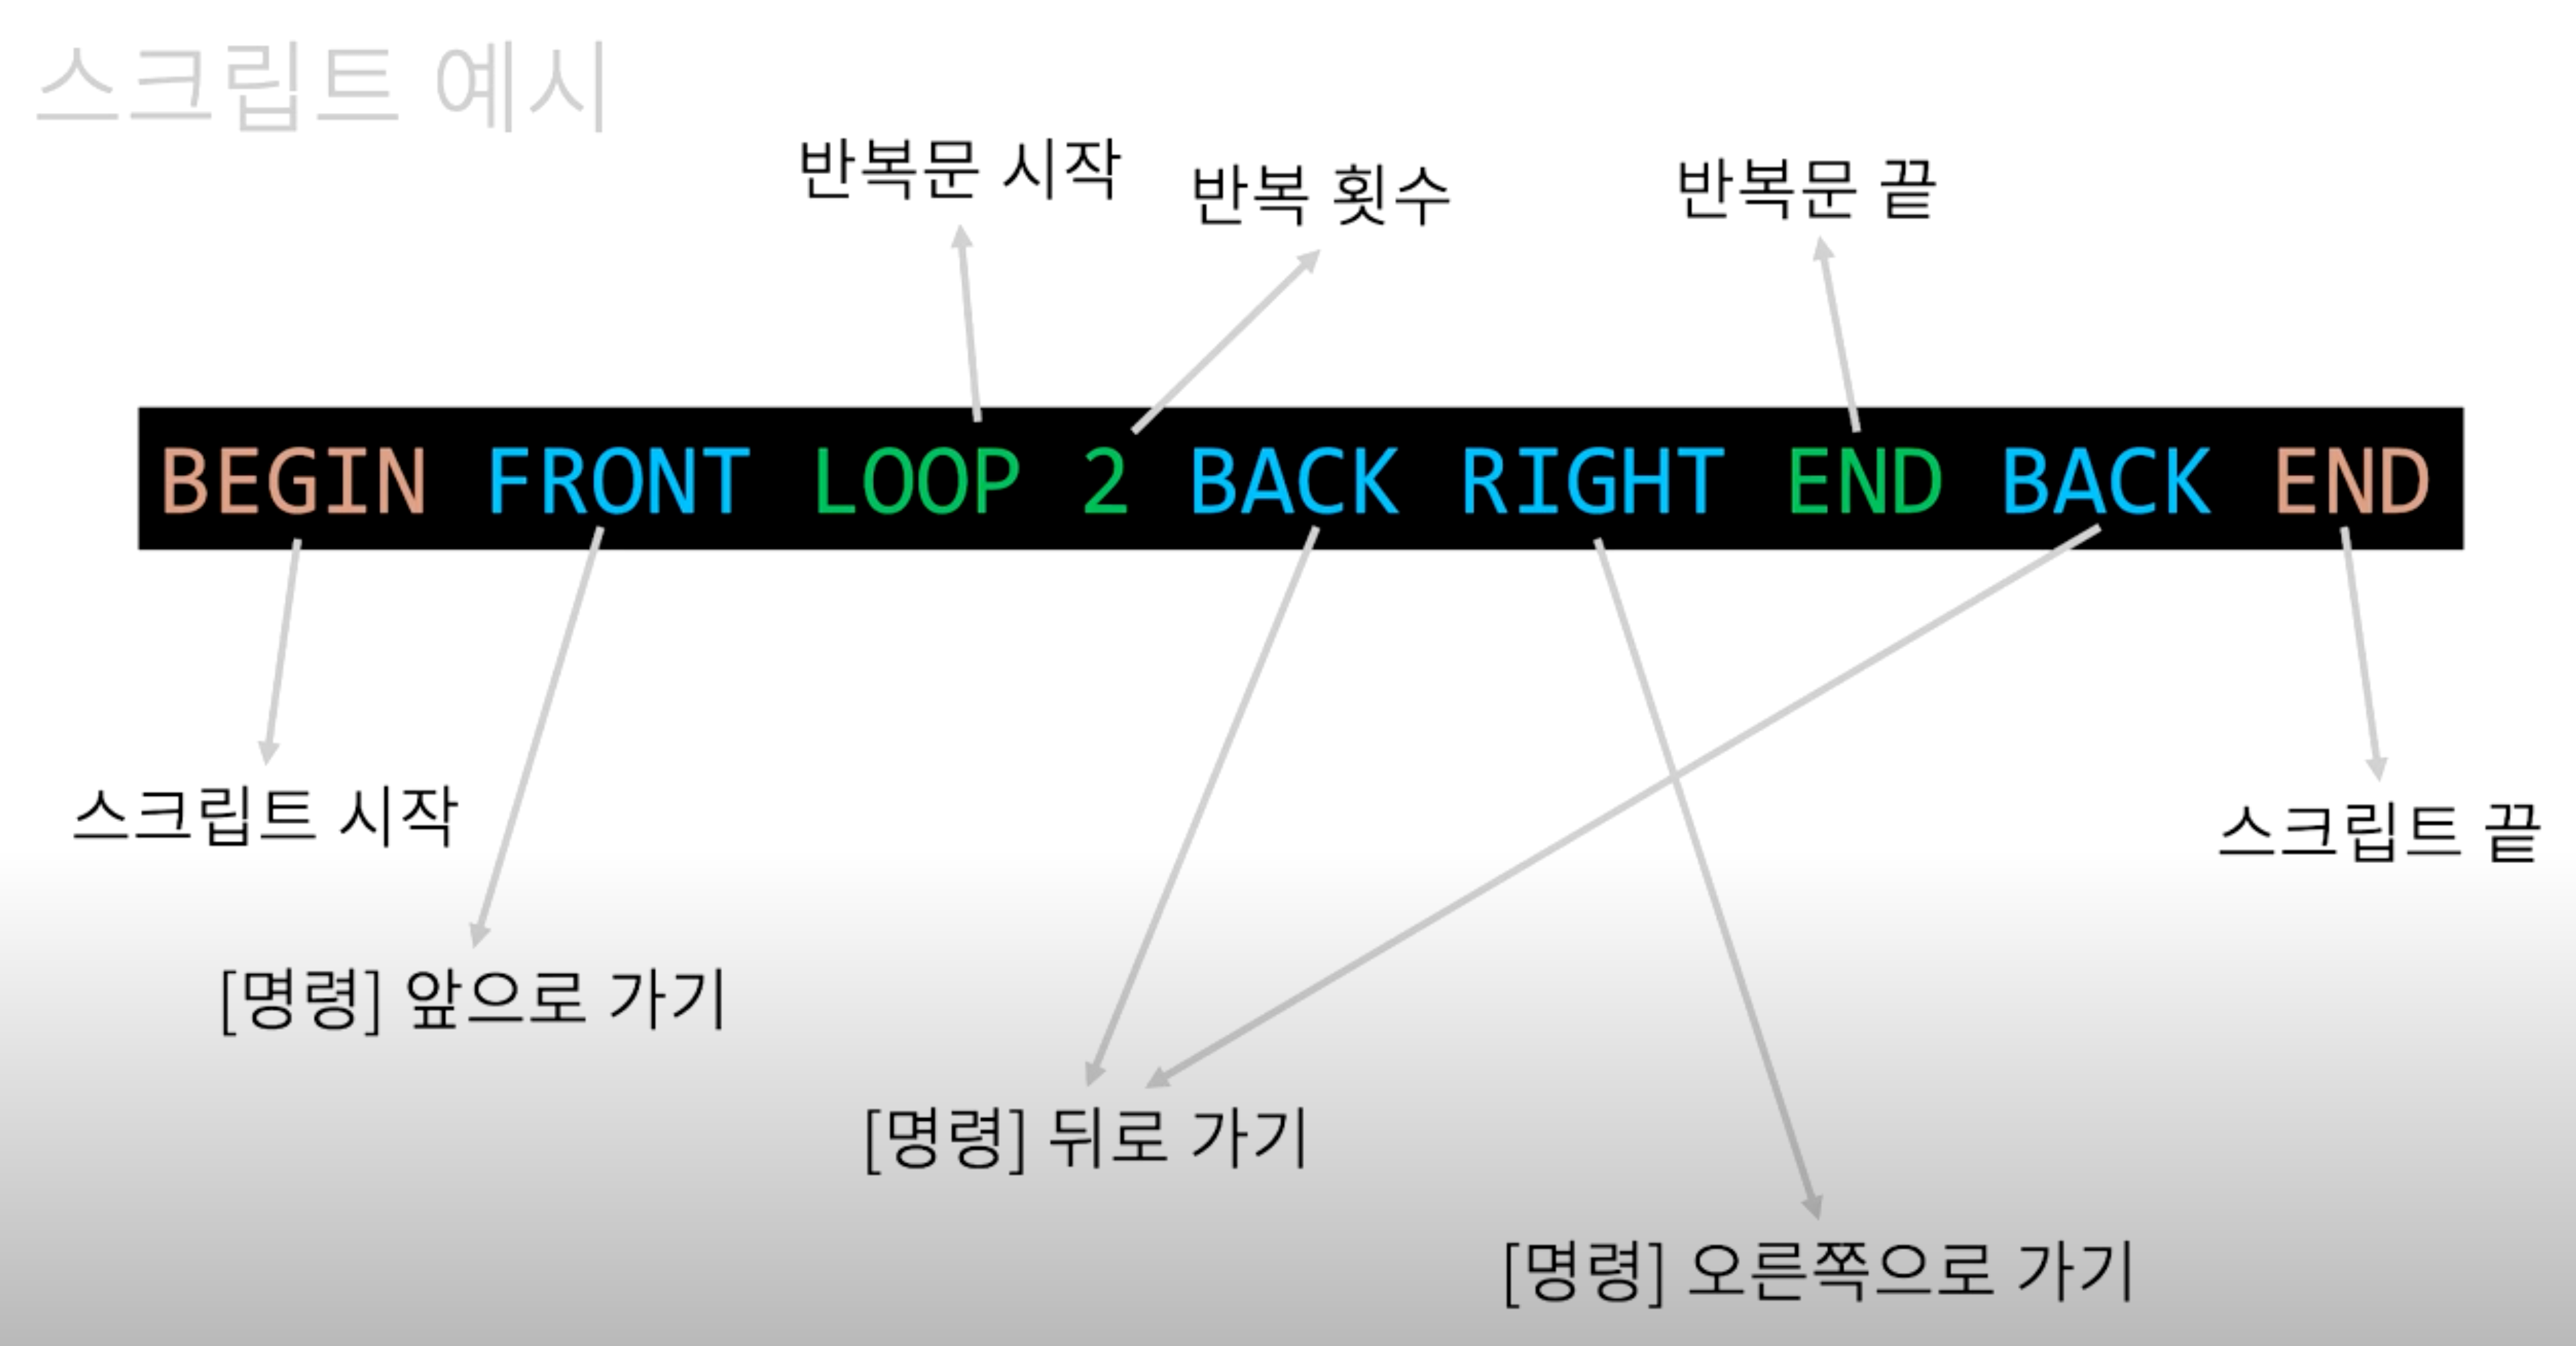 스크립트 예시
반복문 시작
반복 횟수
반복문 끝
BEGIN FRONT LOOP 2 BACK RIGHT END BACK END
스크립트 시작
스크립트 끝
[명령] 앞으로 가기
[명령] 뒤로 가기
[명령] 오른쪽으로 가기